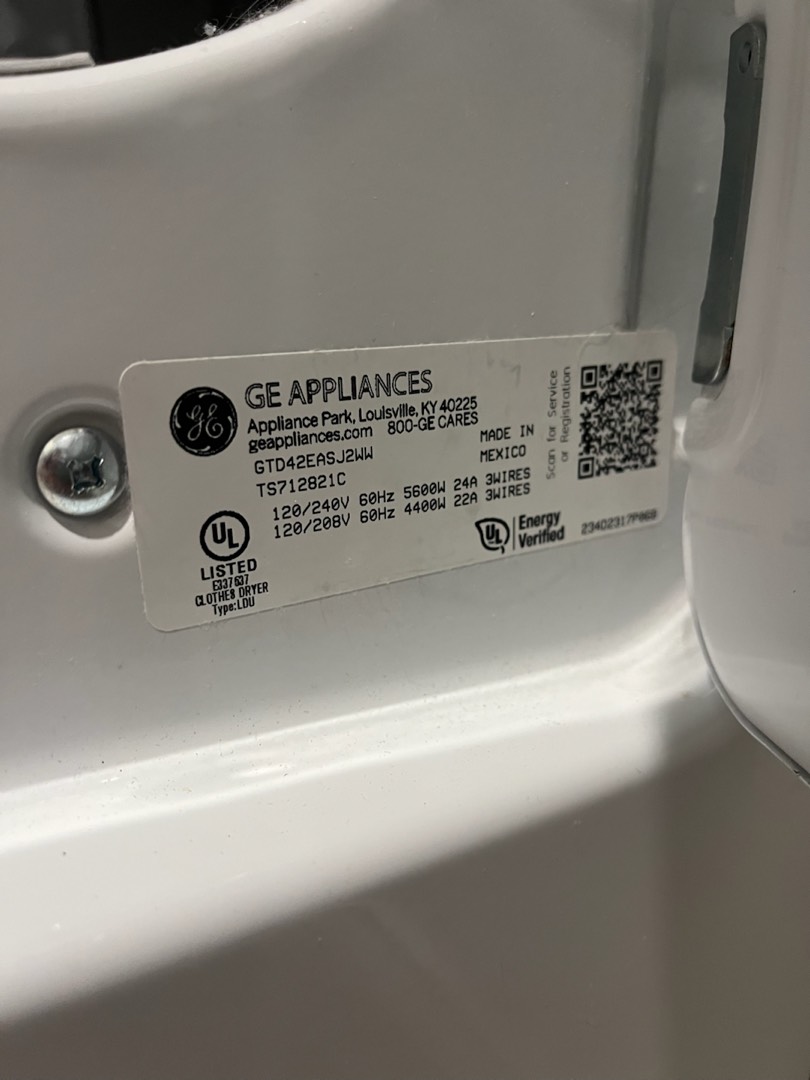 GE
GE APPLIANCES
Appliance Park, Louisville, KY 40225
geappliances.com 800-GE CARES
GTD42EASJ2WW
TS712821C
MADE IN
MEXICO
120/240V 60Hz 5600W 24A 3WIRES
120/208V 60Hz 4400W 22A 3WIRES
Scan for Service
or Registration
UL
LISTED
E337637
CLOTHES DRYER
Type:LDU
UL
Energy
Verified